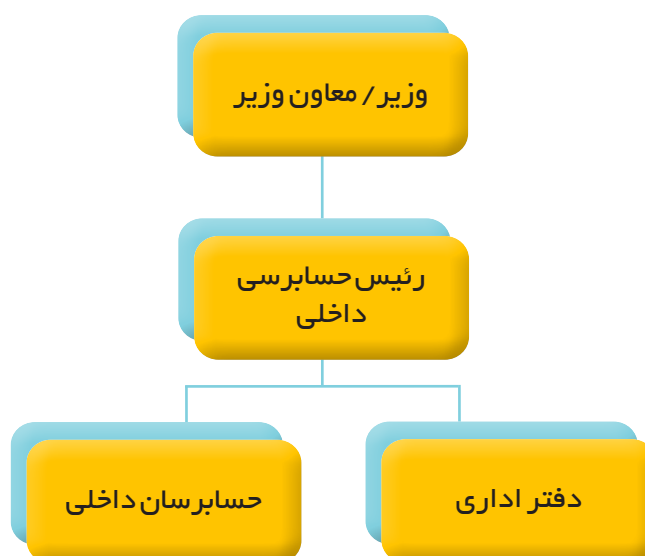 وزیر / معاون وزیر
رئیس حسابرسی
داخلی
دفتر اداری
حسابرسان داخلی